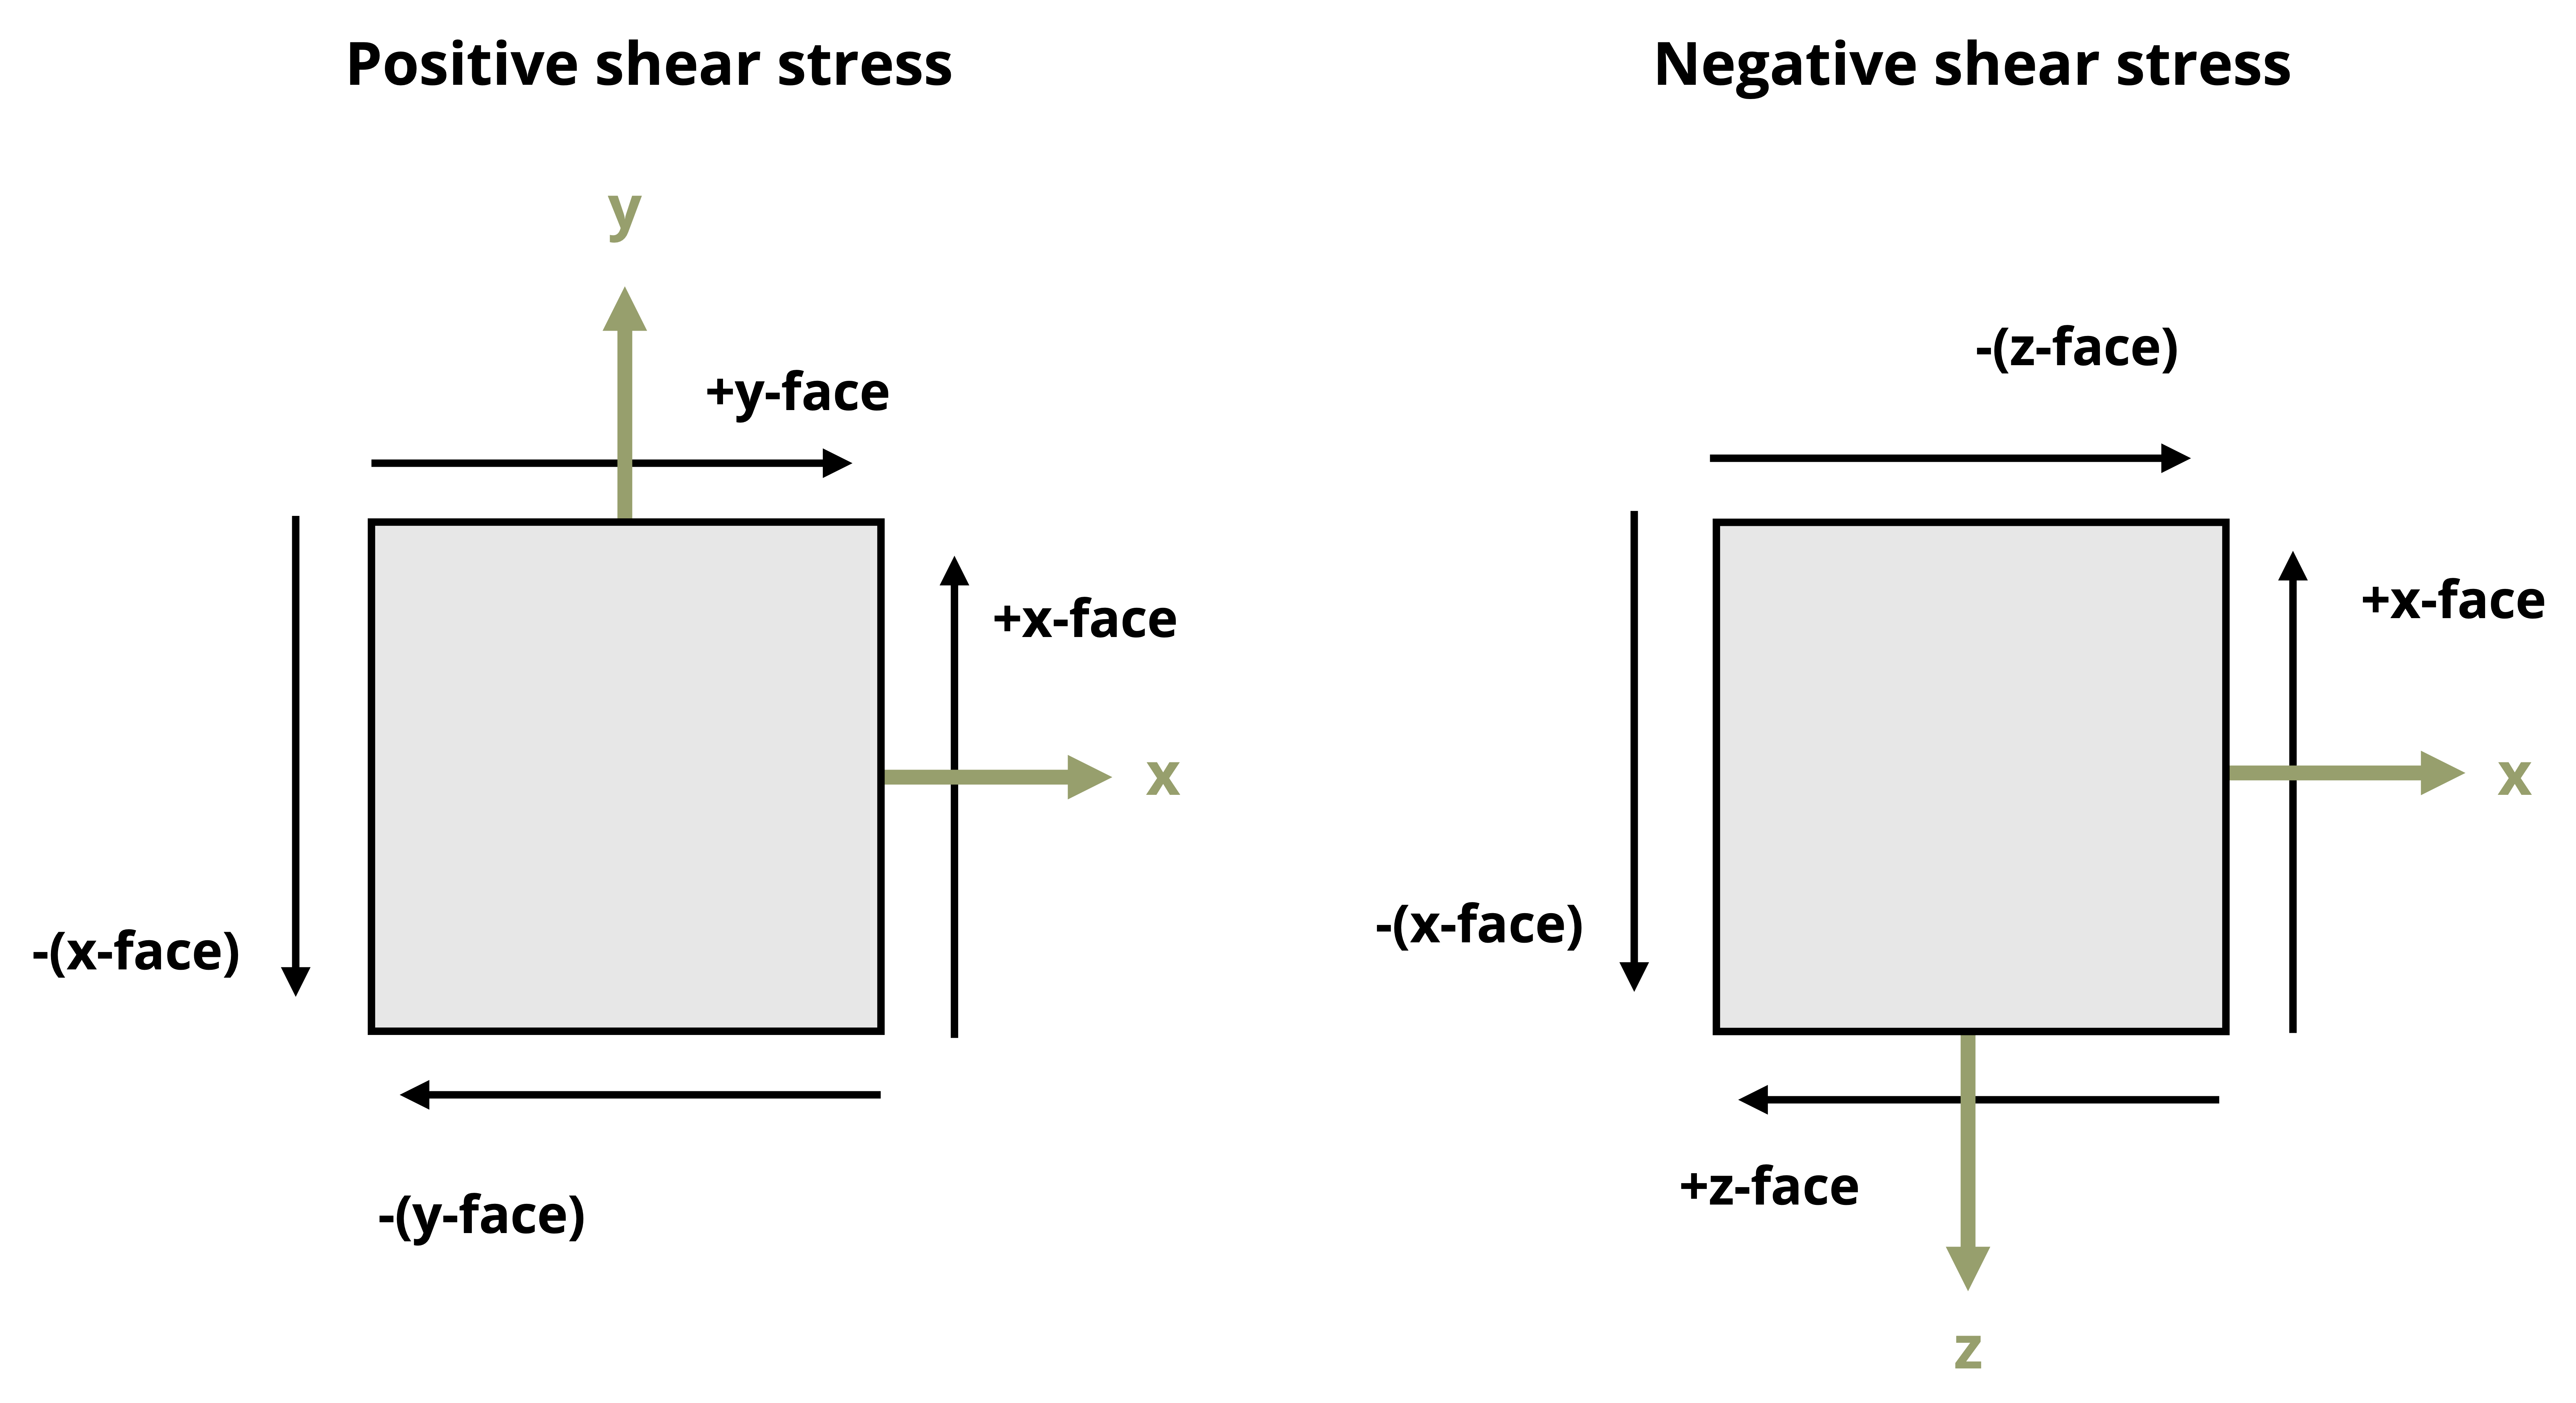 Positive shear stress
y
+y-face
+x-face
x
-(x-face)
-(y-face)
Negative shear stress
-(z-face)
+x-face
x
-(x-face)
+z-face
z